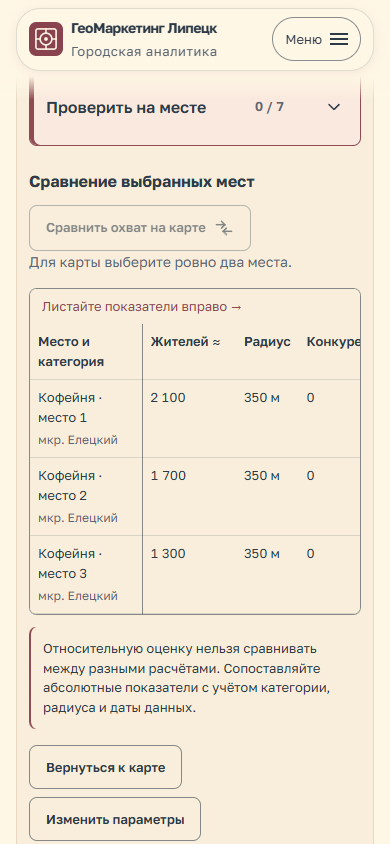 ГеоМаркетинг Липецк
Городская аналитика
Меню
Проверить на месте 0 / 7
Сравнение выбранных мест
Сравнить охват на карте
Для карты выберите ровно два места.
Листайте показатели вправо →
Место и категория Жителей ≈ Радиус Конкуре
Кофейня · место 1 2 100 350 м 0
мкр. Елецкий
Кофейня · место 2 1 700 350 м 0
мкр. Елецкий
Кофейня · место 3 1 300 350 м 0
мкр. Елецкий
Относительную оценку нельзя сравнивать
между разными расчётами. Сопоставляйте
абсолютные показатели с учётом категории,
радиуса и даты данных.
Вернуться к карте
Изменить параметры